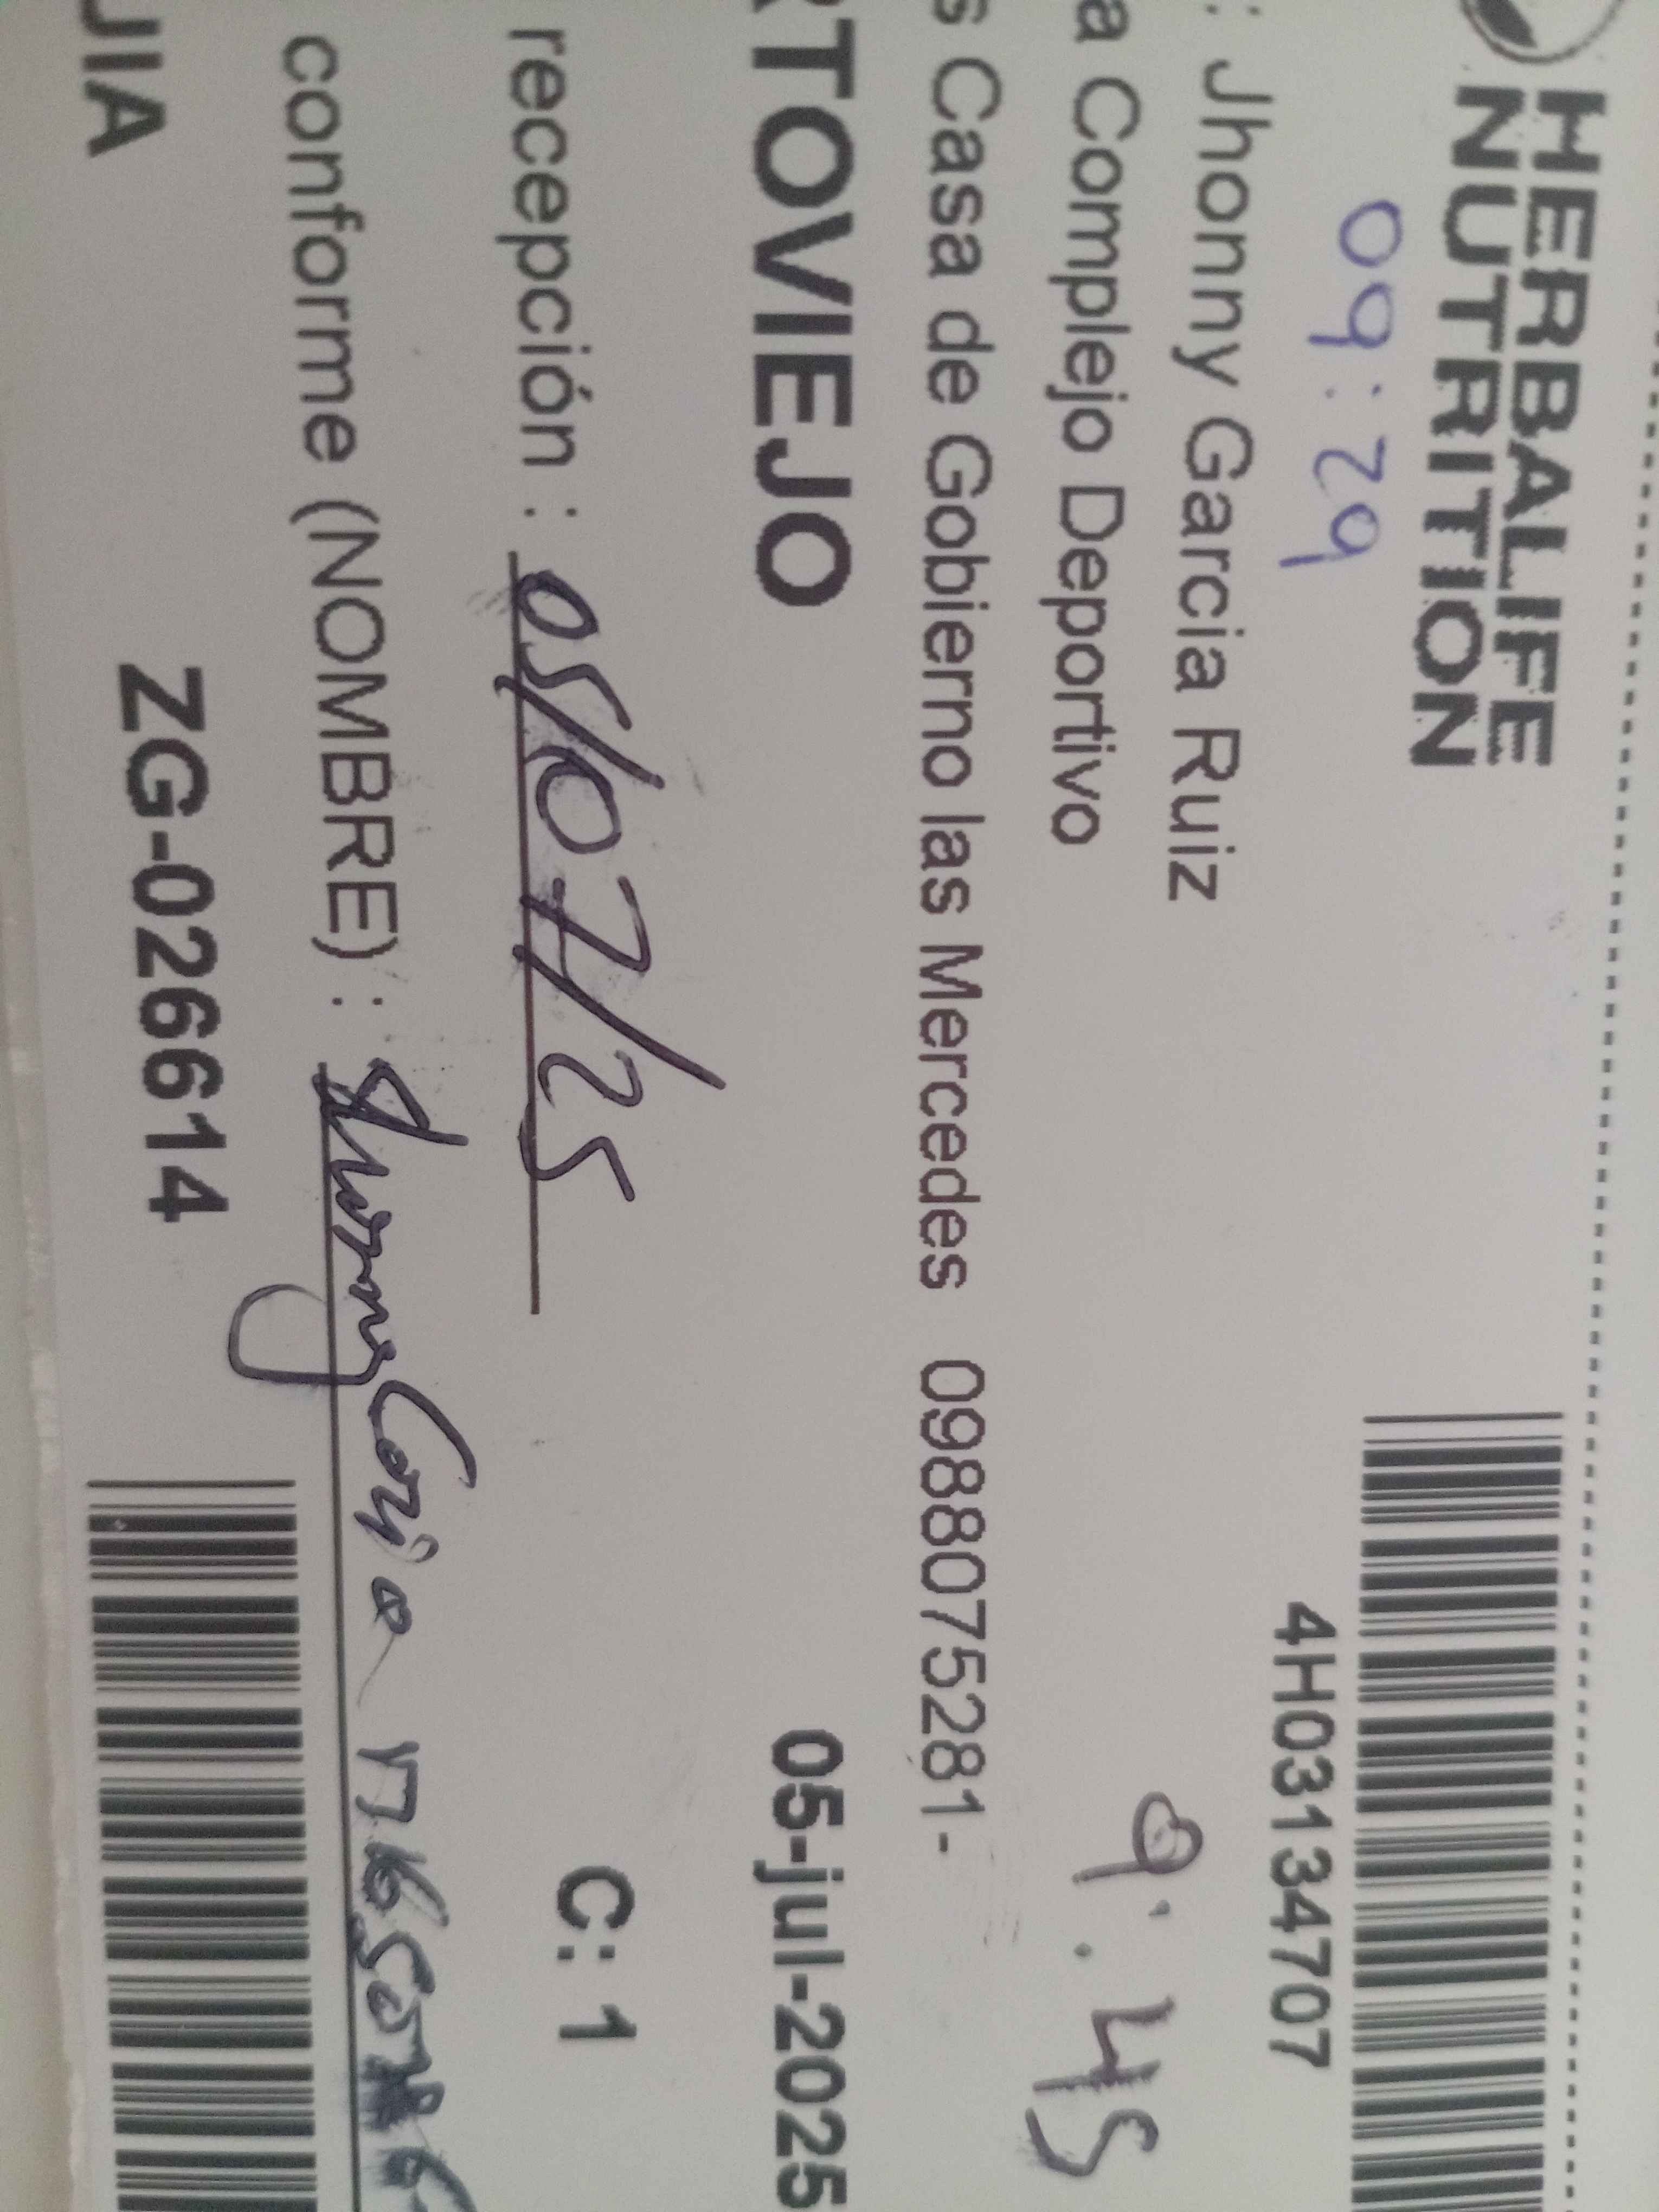 HERBALIFE
NUTRITION
09:29
4H03134707
: Jhonny Garcia Ruiz
a Complejo Deportivo
9:45
s Casa de Gobierno las Mercedes 0988075281-
RTOVIEJO 05-jul-2025
recepción : 05/07/25 C: 1
conforme (NOMBRE) :
JIA ZG-026614